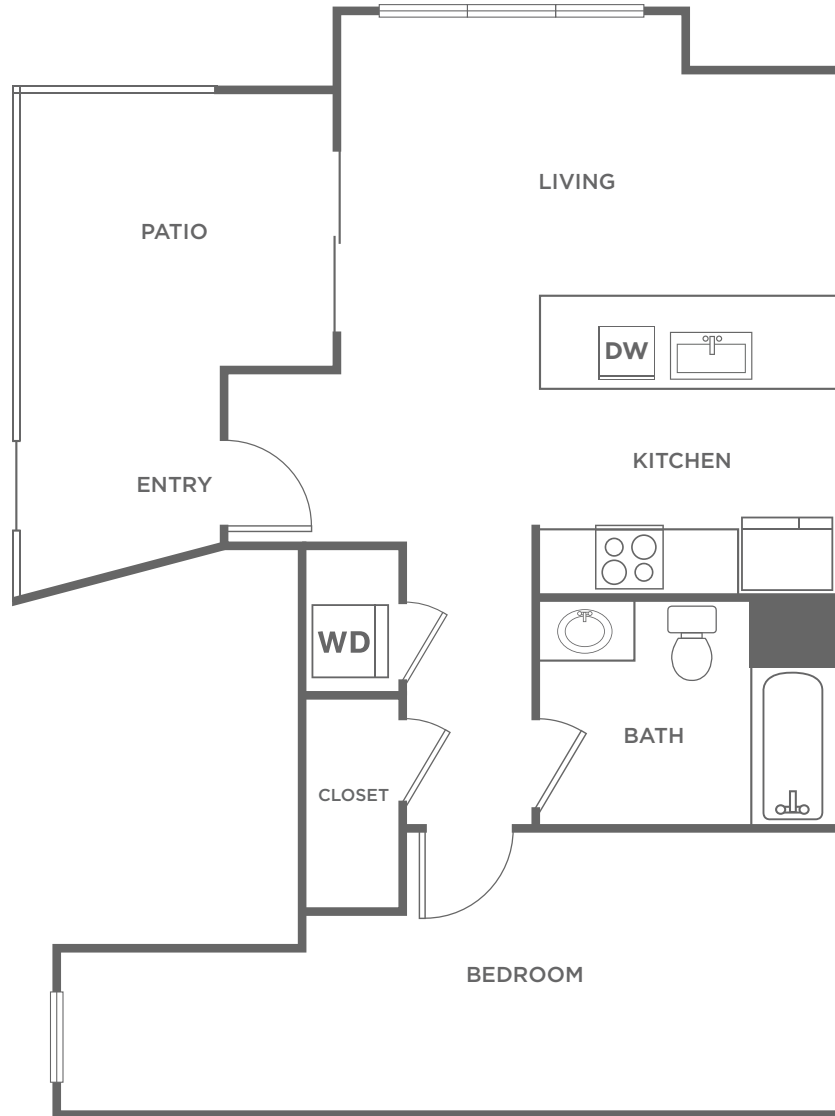 LIVING
PATIO
DW
KITCHEN
ENTRY
WD
BATH
CLOSET
BEDROOM